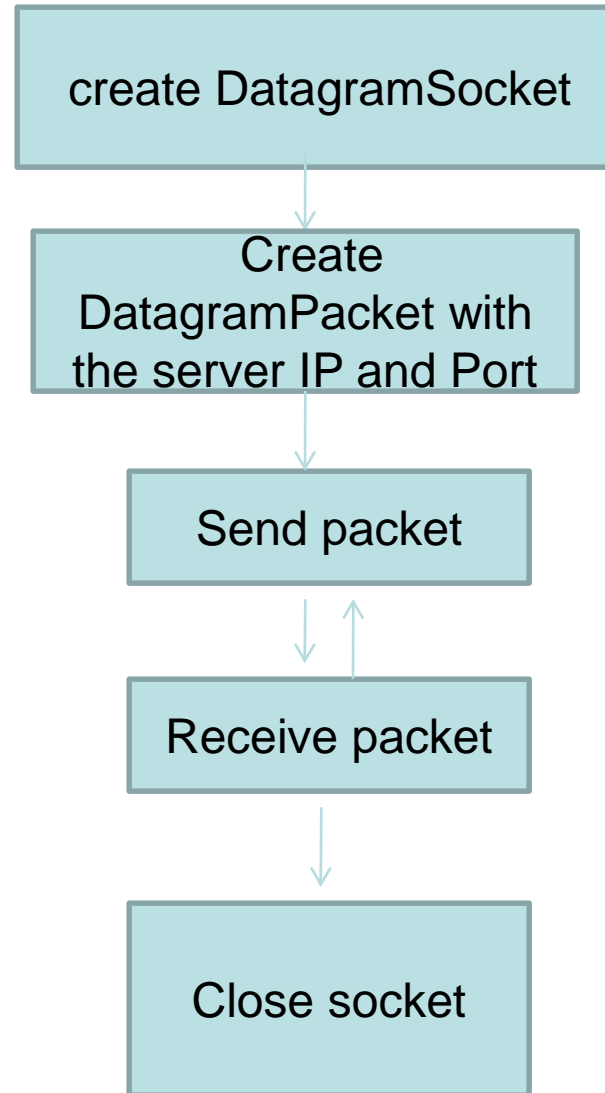 create DatagramSocket
Create
DatagramPacket with
the server IP and Port
Send packet
Receive packet
Close socket